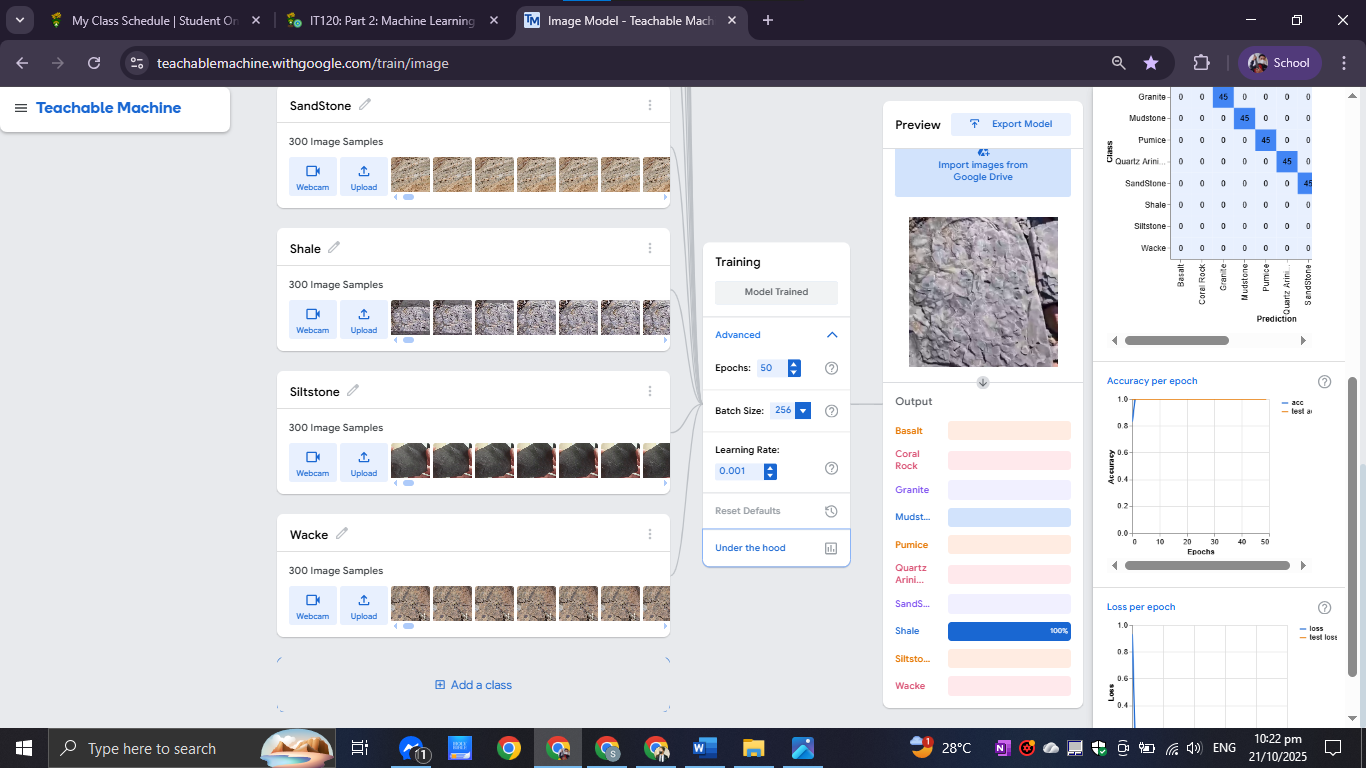 My Class Schedule | Student On
IT120: Part 2: Machine Learning
Image Model - Teachable Mach
teachablemachine.withgoogle.com/train/image
School
Teachable Machine
SandStone
300 Image Samples
Webcam
Upload
Shale
300 Image Samples
Webcam
Upload
Siltstone
300 Image Samples
Webcam
Upload
Wacke
300 Image Samples
Webcam
Upload
Add a class
Training
Model Trained
Advanced
Epochs: 50
Batch Size: 256
Learning Rate:
0.001
Reset Defaults
Under the hood
Preview
Export Model
Import images from
Google Drive
Output
Basalt
Coral
Rock
Granite
Mudst...
Pumice
Quartz
Arini...
SandS...
Shale 100%
Siltsto...
Wacke
Class
Granite 0 0 45 0 0 0 0
Mudstone 0 0 0 45 0 0 0
Pumice 0 0 0 0 45 0 0
Quartz Arini... 0 0 0 0 0 45 0
SandStone 0 0 0 0 0 0 45
Shale 0 0 0 0 0 0 0
Siltstone 0 0 0 0 0 0 0
Wacke 0 0 0 0 0 0 0
Basalt
Coral Rock
Granite
Mudstone
Pumice
Quartz Arini...
SandStone
Prediction
Accuracy per epoch
1.0
0.8
0.6
0.4
0.2
0.0
Accuracy
0 10 20 30 40 50
Epochs
acc
test a
Loss per epoch
1.0
0.8
0.6
0.4
Loss
loss
test loss
Type here to search
1
1
28°C
ENG
10:22 pm
21/10/2025